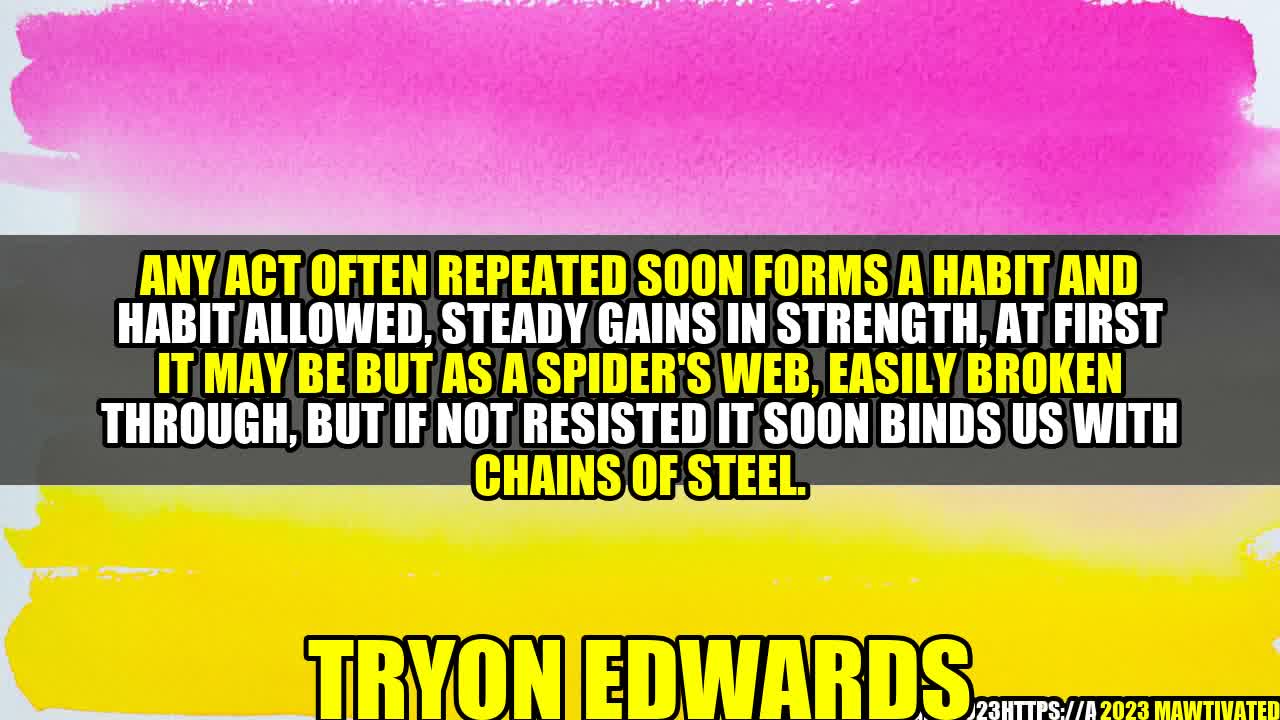 ANY ACT OFTEN REPEATED SOON FORMS A HABIT AND
HABIT ALLOWED, STEADY GAINS IN STRENGTH, AT FIRST
IT MAY BE BUT AS A SPIDER'S WEB, EASILY BROKEN
THROUGH, BUT IF NOT RESISTED IT SOON BINDS US WITH
CHAINS OF STEEL.
TRYON EDWARDS
23HTTPS://A 2023 MAWTIVATED